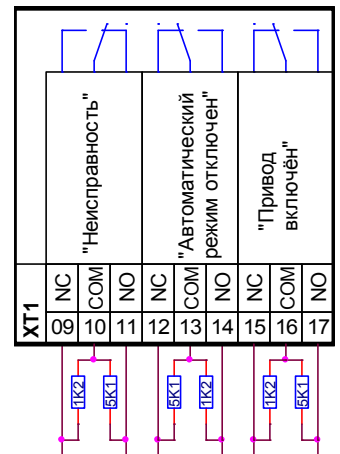 "Неисправность"
"Автоматический
режим отключен"
"Привод
включён"
XT1
NC COM NO NC COM NO NC COM NO
09 10 11 12 13 14 15 16 17
1K2 5K1 5K1 1K2 1K2 5K1